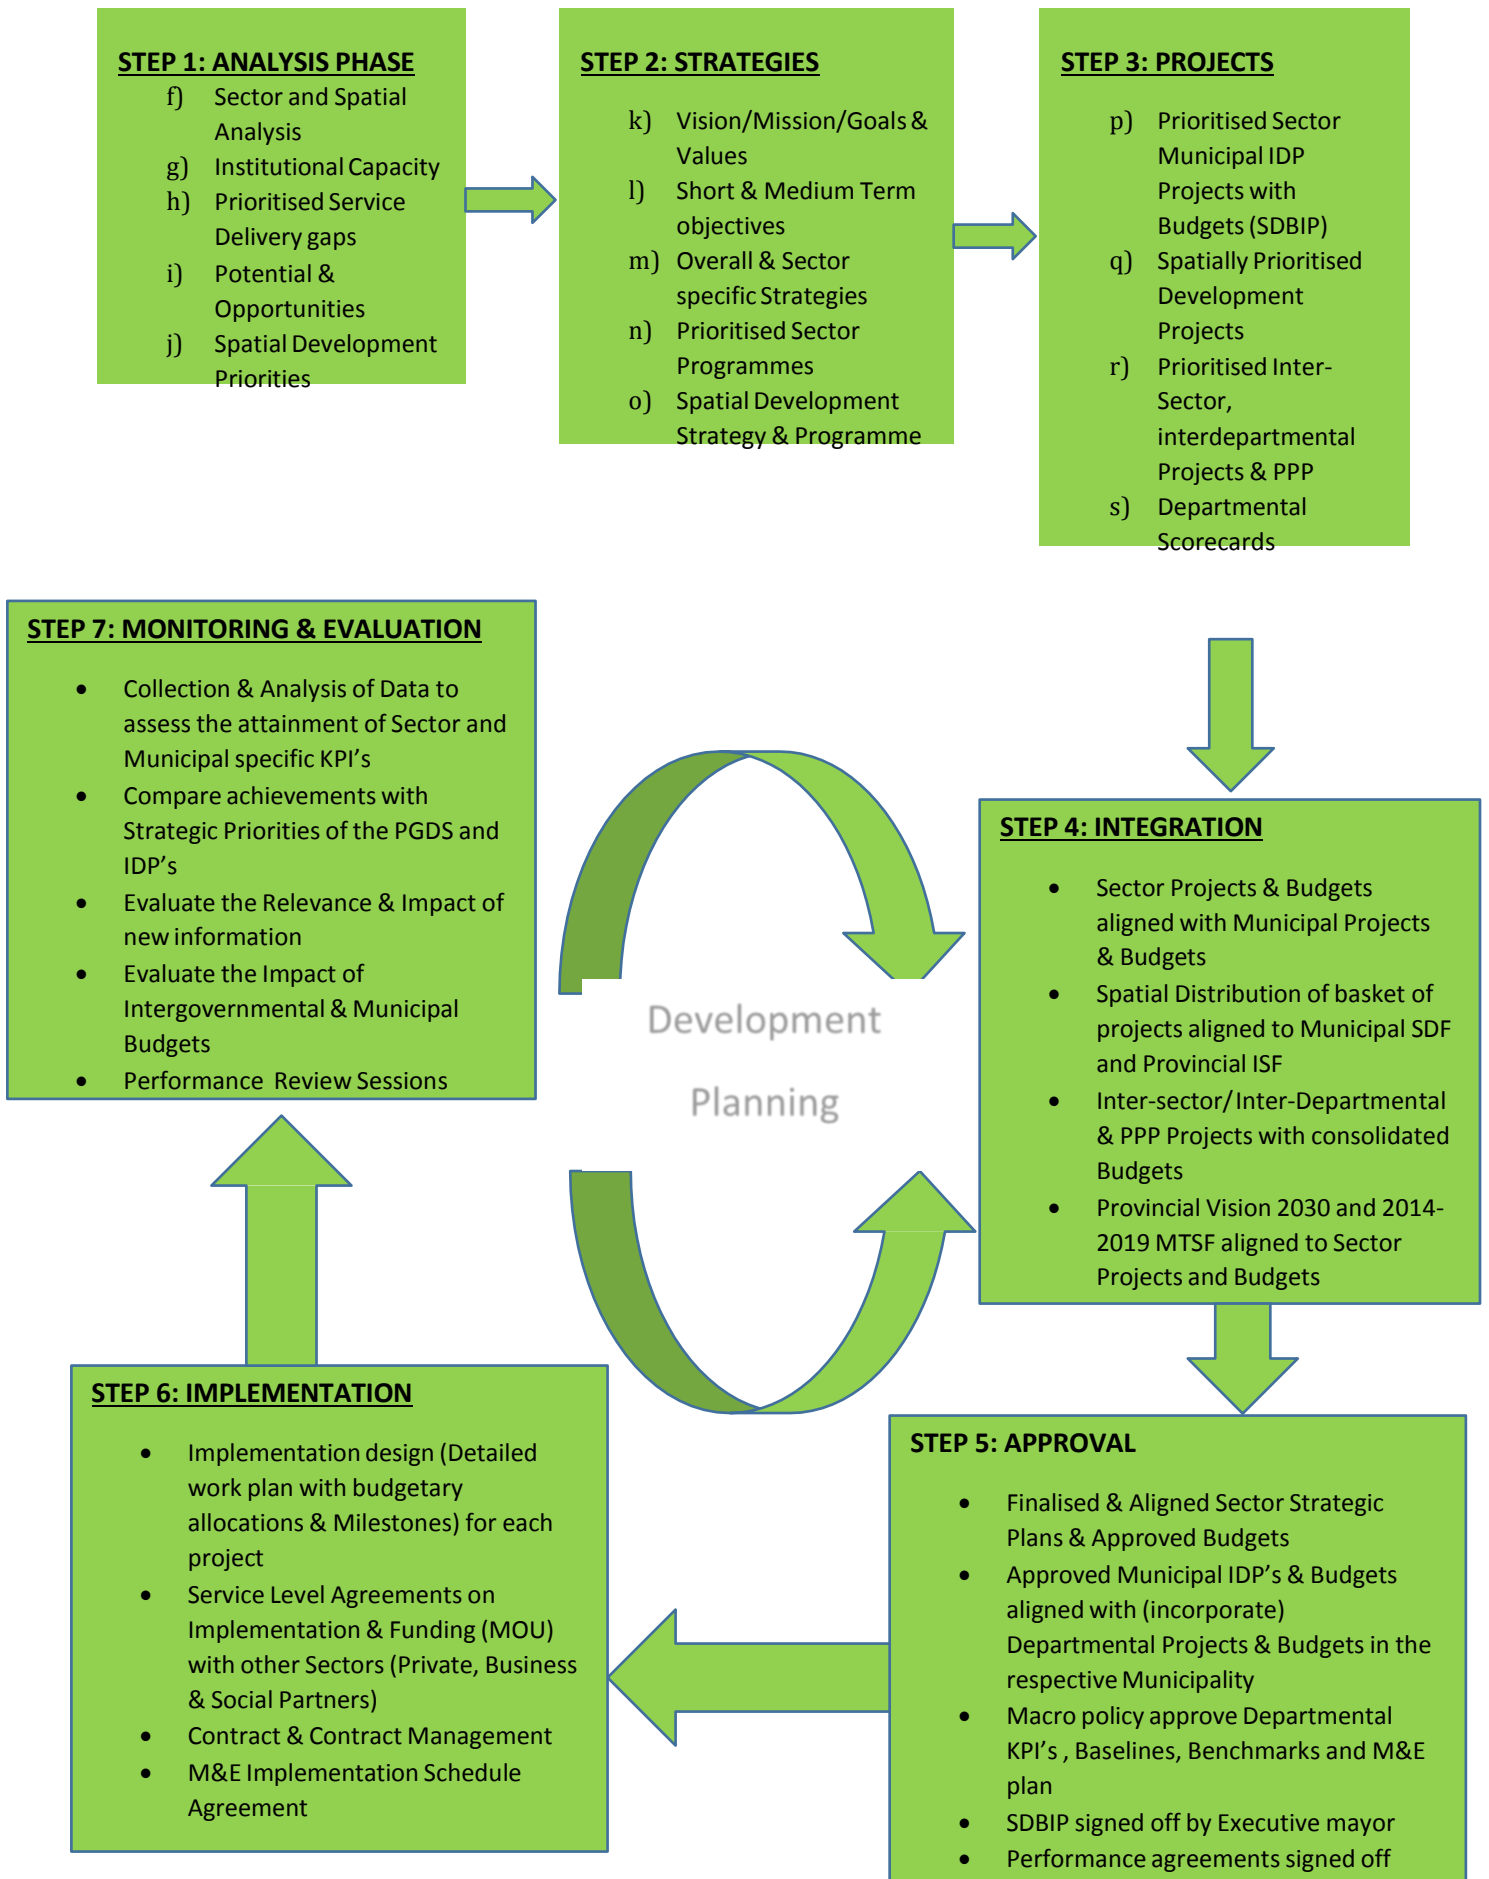 STEP 1: ANALYSIS PHASE
f) Sector and Spatial
Analysis
g) Institutional Capacity
h) Prioritised Service
Delivery gaps
i) Potential &
Opportunities
j) Spatial Development
Priorities
STEP 2: STRATEGIES
k) Vision/Mission/Goals &
Values
l) Short & Medium Term
objectives
m) Overall & Sector
specific Strategies
n) Prioritised Sector
Programmes
o) Spatial Development
Strategy & Programme
STEP 3: PROJECTS
p) Prioritised Sector
Municipal IDP
Projects with
Budgets (SDBIP)
q) Spatially Prioritised
Development
Projects
r) Prioritised Inter-
Sector,
interdepartmental
Projects & PPP
s) Departmental
Scorecards
STEP 7: MONITORING & EVALUATION
• Collection & Analysis of Data to
assess the attainment of Sector and
Municipal specific KPI’s
• Compare achievements with
Strategic Priorities of the PGDS and
IDP’s
• Evaluate the Relevance & Impact of
new information
• Evaluate the Impact of
Intergovernmental & Municipal
Budgets
• Performance Review Sessions
Development
Planning
STEP 4: INTEGRATION
• Sector Projects & Budgets
aligned with Municipal Projects
& Budgets
• Spatial Distribution of basket of
projects aligned to Municipal SDF
and Provincial ISF
• Inter-sector/Inter-Departmental
& PPP Projects with consolidated
Budgets
• Provincial Vision 2030 and 2014-
2019 MTSF aligned to Sector
Projects and Budgets
STEP 6: IMPLEMENTATION
• Implementation design (Detailed
work plan with budgetary
allocations & Milestones) for each
project
• Service Level Agreements on
Implementation & Funding (MOU)
with other Sectors (Private, Business
& Social Partners)
• Contract & Contract Management
• M&E Implementation Schedule
Agreement
STEP 5: APPROVAL
• Finalised & Aligned Sector Strategic
Plans & Approved Budgets
• Approved Municipal IDP’s & Budgets
aligned with (incorporate)
Departmental Projects & Budgets in the
respective Municipality
• Macro policy approve Departmental
KPI’s , Baselines, Benchmarks and M&E
plan
• SDBIP signed off by Executive mayor
• Performance agreements signed off